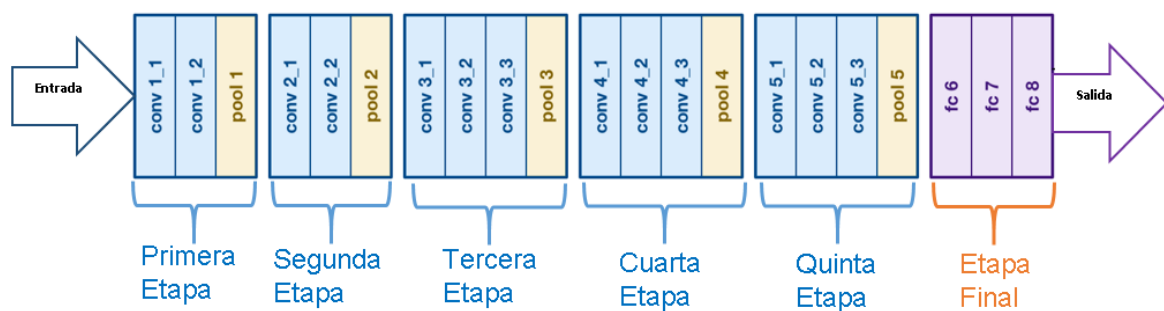 Entrada
conv 1_1
conv 1_2
pool 1
conv 2_1
conv 2_2
pool 2
conv 3_1
conv 3_2
conv 3_3
pool 3
conv 4_1
conv 4_2
conv 4_3
pool 4
conv 5_1
conv 5_2
conv 5_3
pool 5
fc 6
fc 7
fc 8
Salida
Primera
Etapa
Segunda
Etapa
Tercera
Etapa
Cuarta
Etapa
Quinta
Etapa
Etapa
Final